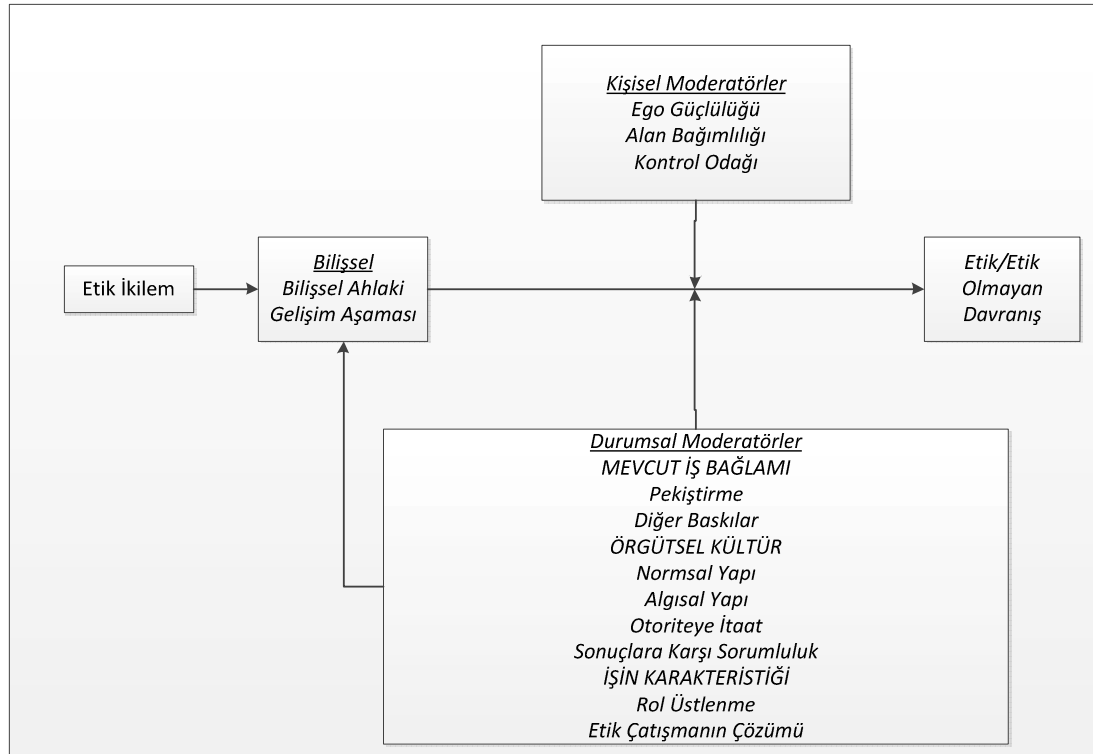 Kişisel Moderatörler
Ego Güçlülüğü
Alan Bağımlılığı
Kontrol Odağı
Etik İkilem
Bilişsel
Bilişsel Ahlaki
Gelişim Aşaması
Etik/Etik
Olmayan
Davranış
Durumsal Moderatörler
MEVCUT İŞ BAĞLAMI
Pekiştirme
Diğer Baskılar
ÖRGÜTSEL KÜLTÜR
Normsal Yapı
Algısal Yapı
Otoriteye İtaat
Sonuçlara Karşı Sorumluluk
İŞİN KARAKTERİSTİĞİ
Rol Üstlenme
Etik Çatışmanın Çözümü